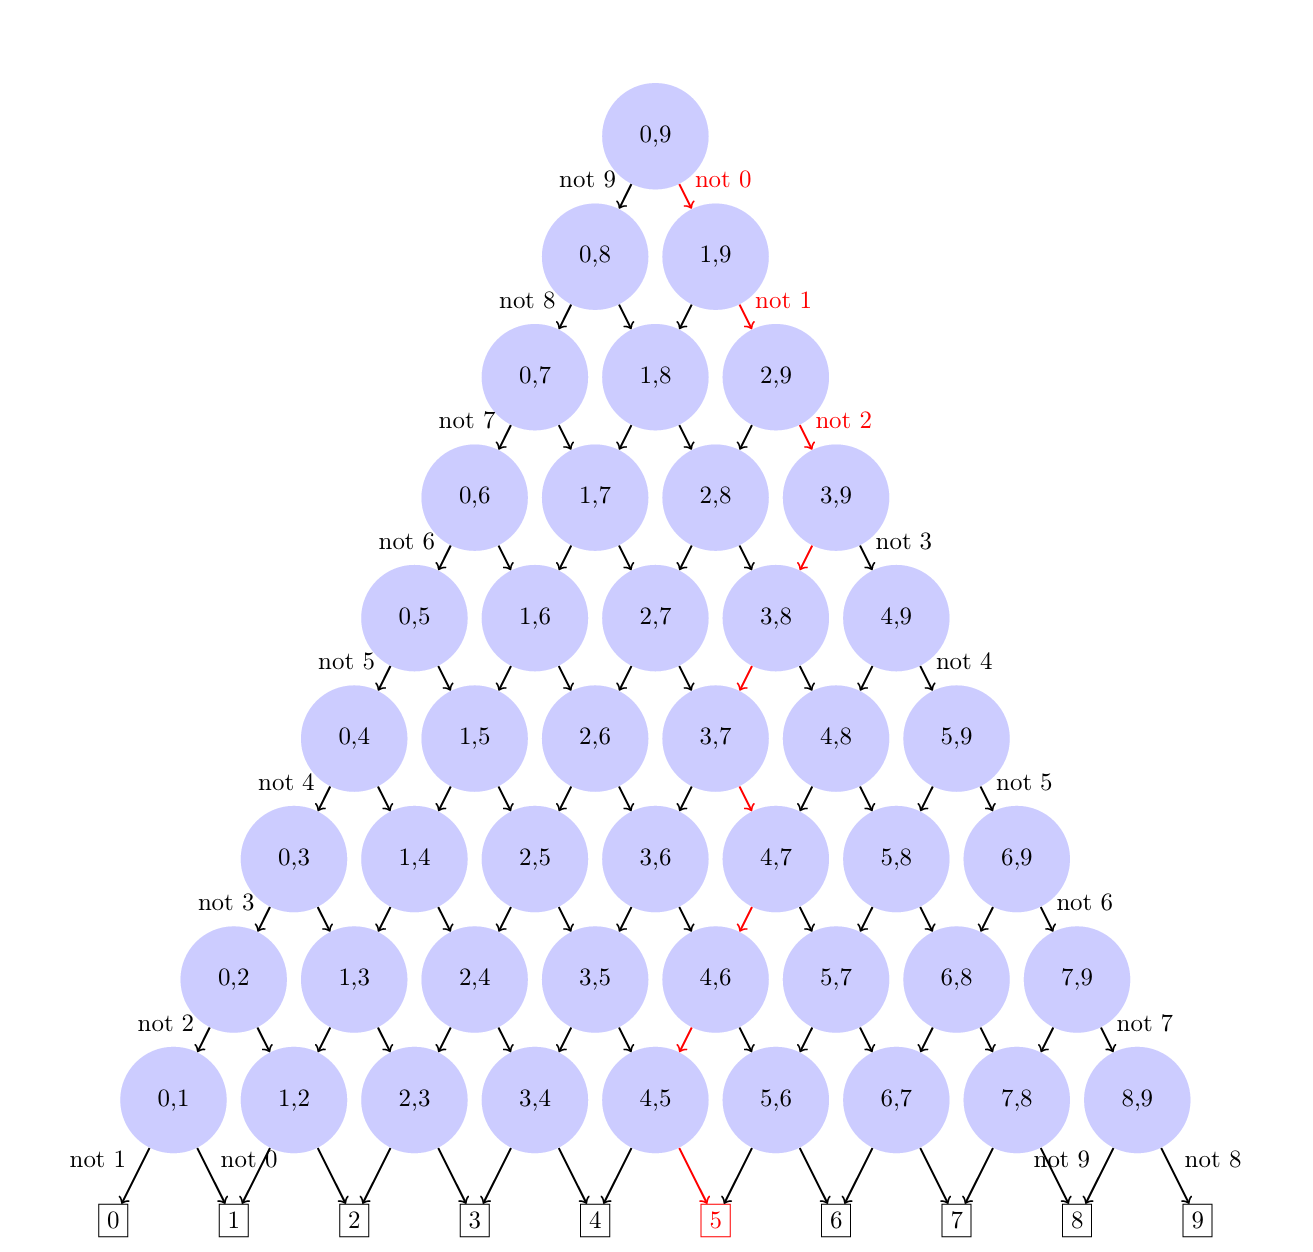 0,9
not 9 not 0
0,8 1,9
not 8 not 1
0,7 1,8 2,9
not 7 not 2
0,6 1,7 2,8 3,9
not 6 not 3
0,5 1,6 2,7 3,8 4,9
not 5 not 4
0,4 1,5 2,6 3,7 4,8 5,9
not 4 not 5
0,3 1,4 2,5 3,6 4,7 5,8 6,9
not 3 not 6
0,2 1,3 2,4 3,5 4,6 5,7 6,8 7,9
not 2 not 7
0,1 1,2 2,3 3,4 4,5 5,6 6,7 7,8 8,9
not 1 not 0 not 9 not 8
0 1 2 3 4 5 6 7 8 9